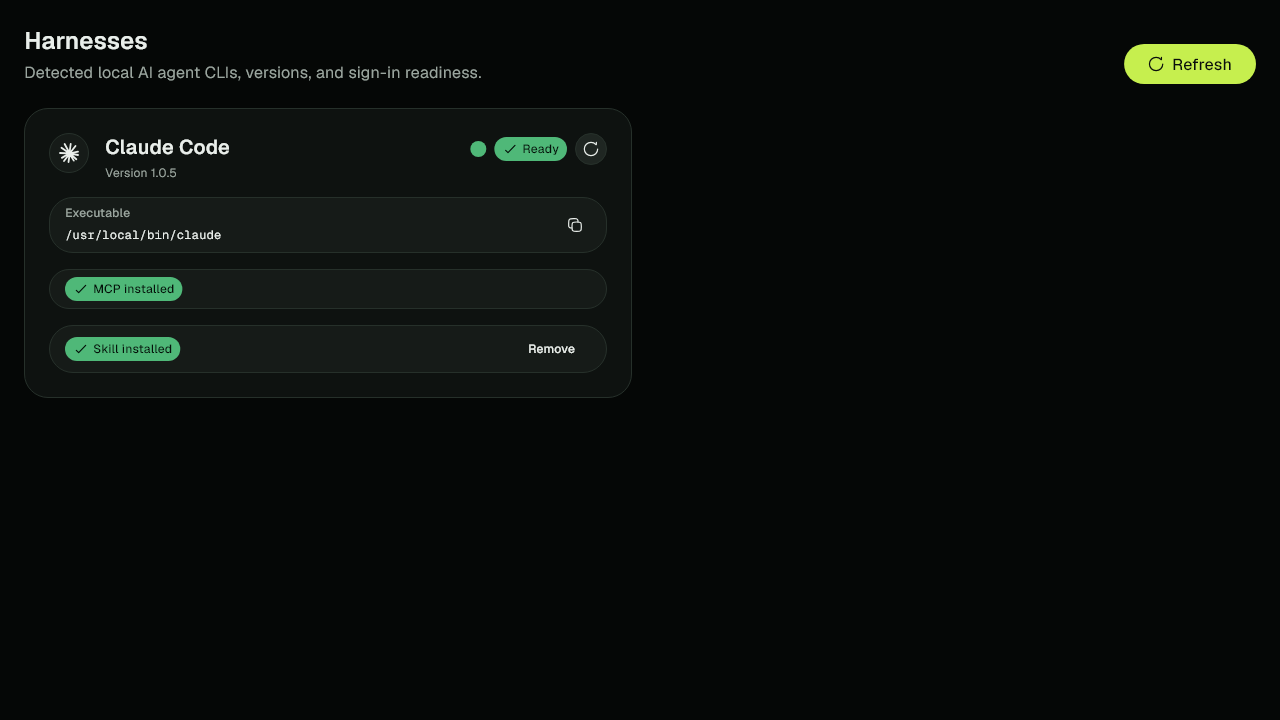 Harnesses
Detected local AI agent CLIs, versions, and sign-in readiness.
Refresh
Claude Code
Ready
Version 1.0.5
Executable
/usr/local/bin/claude
MCP installed
Skill installed
Remove